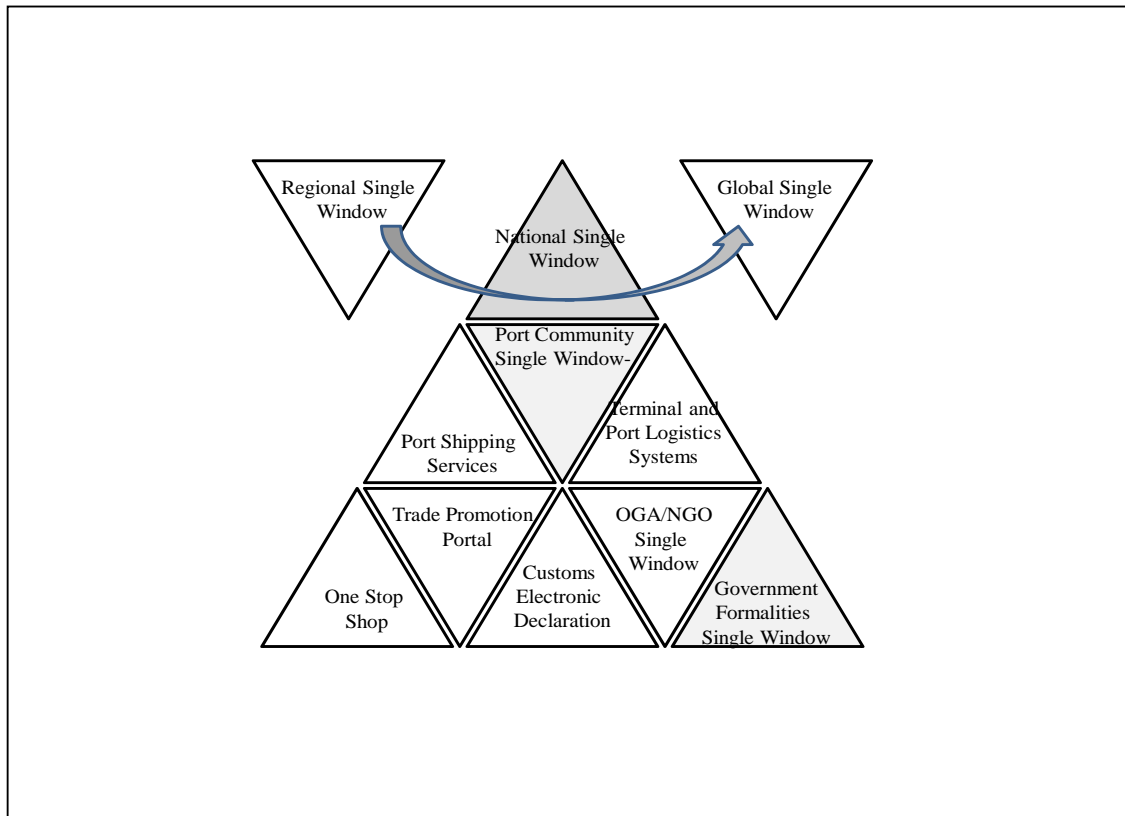 Regional Single
Window
National Single
Window
Global Single
Window
Port Community
Single Window-
Port Shipping
Services
Terminal and
Port Logistics
Systems
One Stop
Shop
Trade Promotion
Portal
Customs
Electronic
Declaration
OGA/NGO
Single
Window
Government
Formalities
Single Window